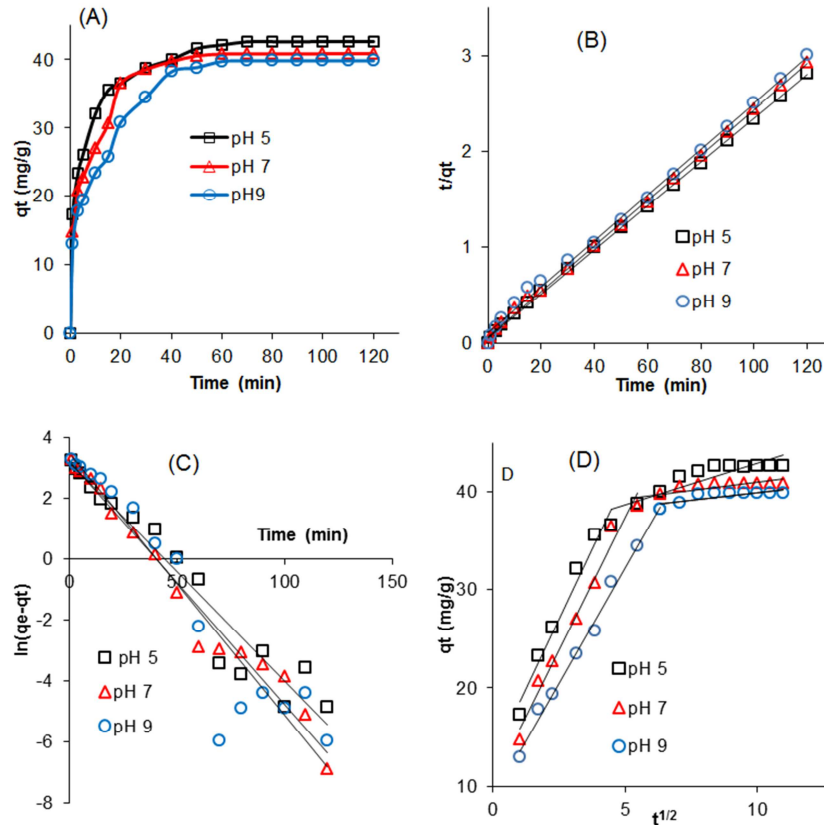 (A)
qt (mg/g)
40
30
20
10
0
pH 5
pH 7
pH9
0 20 40 60 80 100 120
Time (min)
(B)
t/qt
3
2
1
0
pH 5
pH 7
pH 9
0 20 40 60 80 100 120
Time (min)
(C)
ln(qe-qt)
4
2
0
-2
-4
-6
-8
Time (min)
0 50 100 150
pH 5
pH 7
pH 9
D (D)
qt (mg/g)
40
30
20
10
pH 5
pH 7
pH 9
0 5 10
t1/2